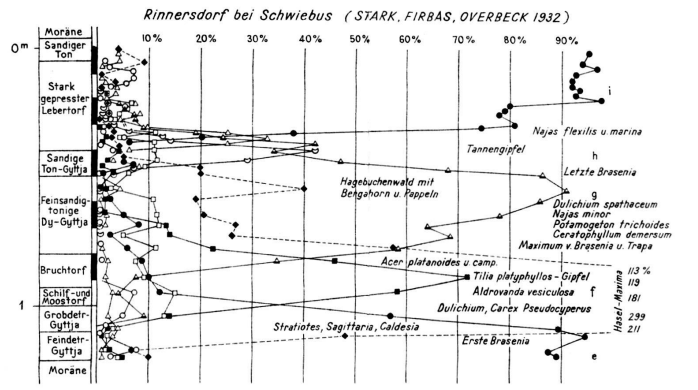 Rinnersdorf bei Schwiebus (STARK, FIRBAS, OVERBECK 1932)
Moräne
0 m
10% 20% 30% 40% 50% 60% 70% 80% 90%
Sandiger
Ton
Stark
gepresster
Lebertorf
i
Najas flexilis u. marina
Tannengipfel
h
Sandige
Ton-Gyttja
Letzte Brasenia
Hagebuchenwald mit
Bergahorn u. Pappeln
g
Feinsandig-
tonige
Dy-Gyttja
Dulichium spathaceum
Najas minor
Potamogeton trichoides
Ceratophyllum demersum
Maximum v. Brasenia u. Trapa
Acer platanoides u. camp.
Bruchtorf
Tilia platyphyllos-Gipfel
Hasel-Maxima
113 %
119
181
299
211
Schilf-und
Moostorf
Aldrovanda vesiculosa f
1
Dulichium, Carex Pseudocyperus
Grobdetr-
Gyttja
Stratiotes, Sagittaria, Caldesia
Feindetr-
Gyttja
Erste Brasenia
e
Moräne